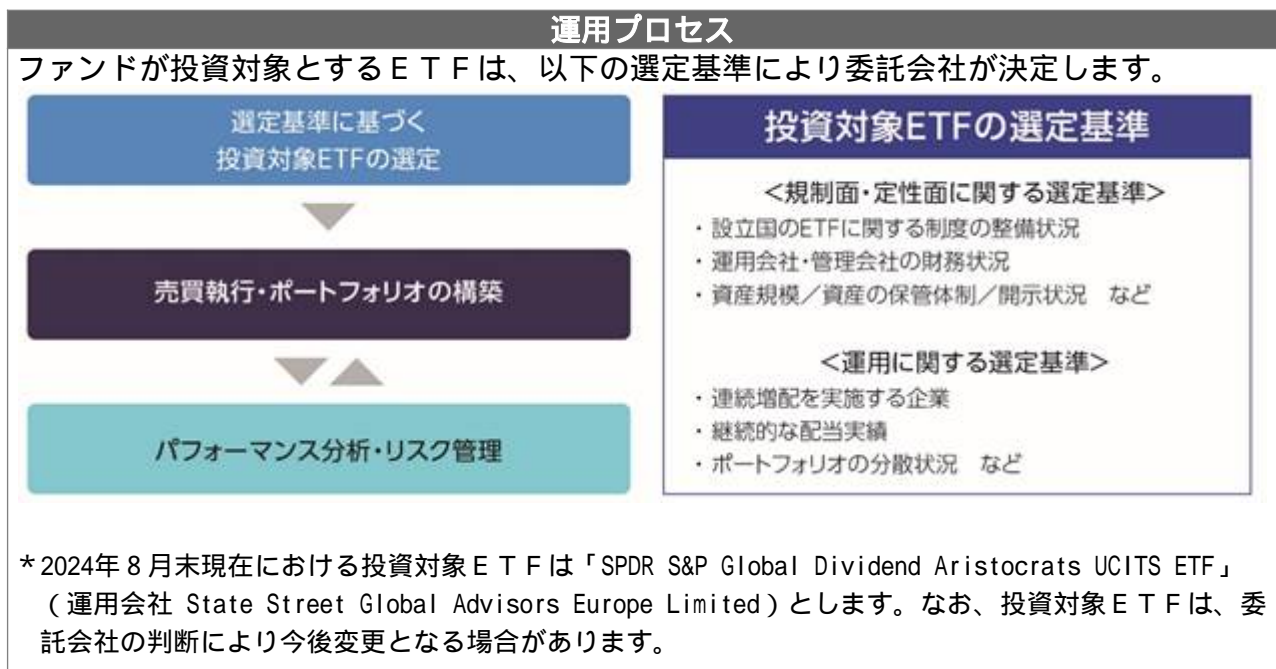 運用プロセス
ファンドが投資対象とするＥＴＦは、以下の選定基準により委託会社が決定します。
選定基準に基づく
投資対象ETFの選定
売買執行・ポートフォリオの構築
パフォーマンス分析・リスク管理
投資対象ETFの選定基準
＜規制面・定性面に関する選定基準＞
・設立国のETFに関する制度の整備状況
・運用会社・管理会社の財務状況
・資産規模／資産の保管体制／開示状況　など
＜運用に関する選定基準＞
・連続増配を実施する企業
・継続的な配当実績
・ポートフォリオの分散状況　など
＊2024年８月末現在における投資対象ＥＴＦは「SPDR S&P Global Dividend Aristocrats UCITS ETF」
（運用会社 State Street Global Advisors Europe Limited）とします。なお、投資対象ＥＴＦは、委
託会社の判断により今後変更となる場合があります。